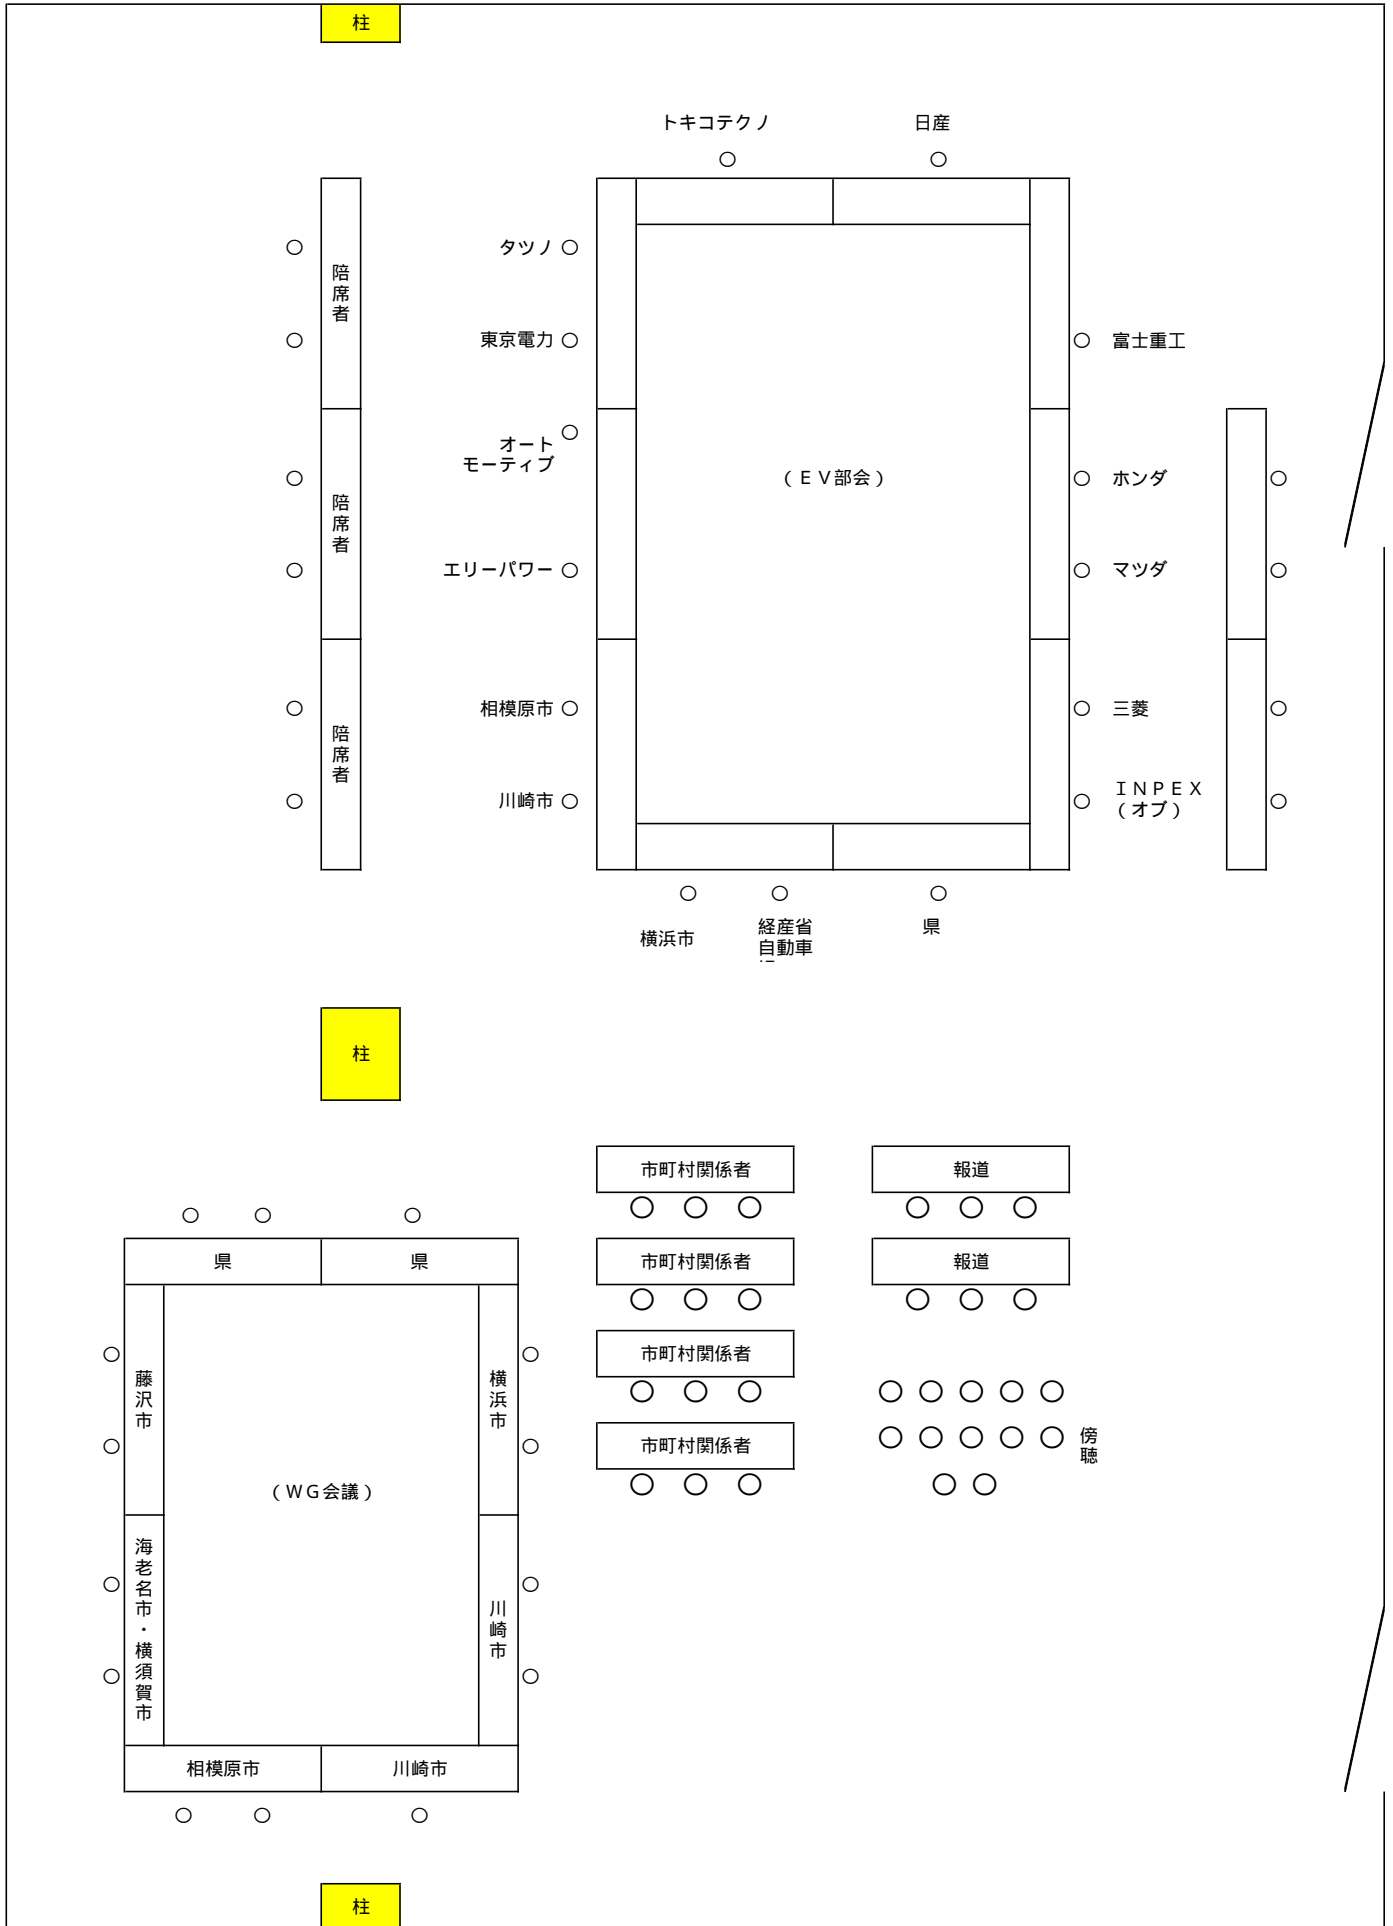 柱
トキコテクノ
日産
タツノ
陪席者
東京電力
富士重工
オート
モーティブ
（ＥＶ部会）
ホンダ
陪席者
エリーパワー
マツダ
相模原市
三菱
陪席者
川崎市
ＩＮＰＥＸ
（オブ）
横浜市
経産省
自動車
県
柱
市町村関係者
報道
県
県
市町村関係者
報道
市町村関係者
藤沢市
横浜市
市町村関係者
傍聴
（ＷＧ会議）
海老名市・横須賀市
川崎市
相模原市
川崎市
柱